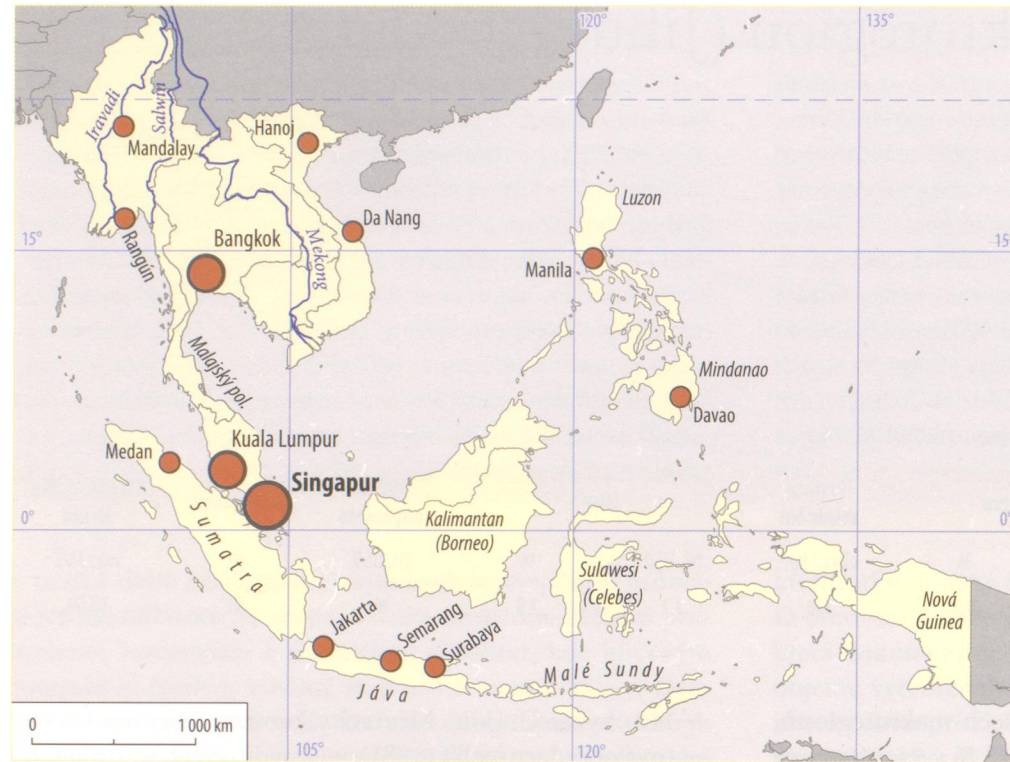 120°
135°
Iravadi
Salwin
Hanoj
Mandalay
Luzon
Da Nang
Rangún
Bangkok
15°
15
Mekong
Manila
Malajský pol.
Mindanao
Davao
Kuala Lumpur
Medan
Singapur
Sumatra
Kalimantan
(Borneo)
0°
0°
Sulawesi
(Celebes)
Nová
Guinea
Jakarta
Semarang
Surabaya
Malé Sundy
Jáva
0
1 000 km
105°
120°